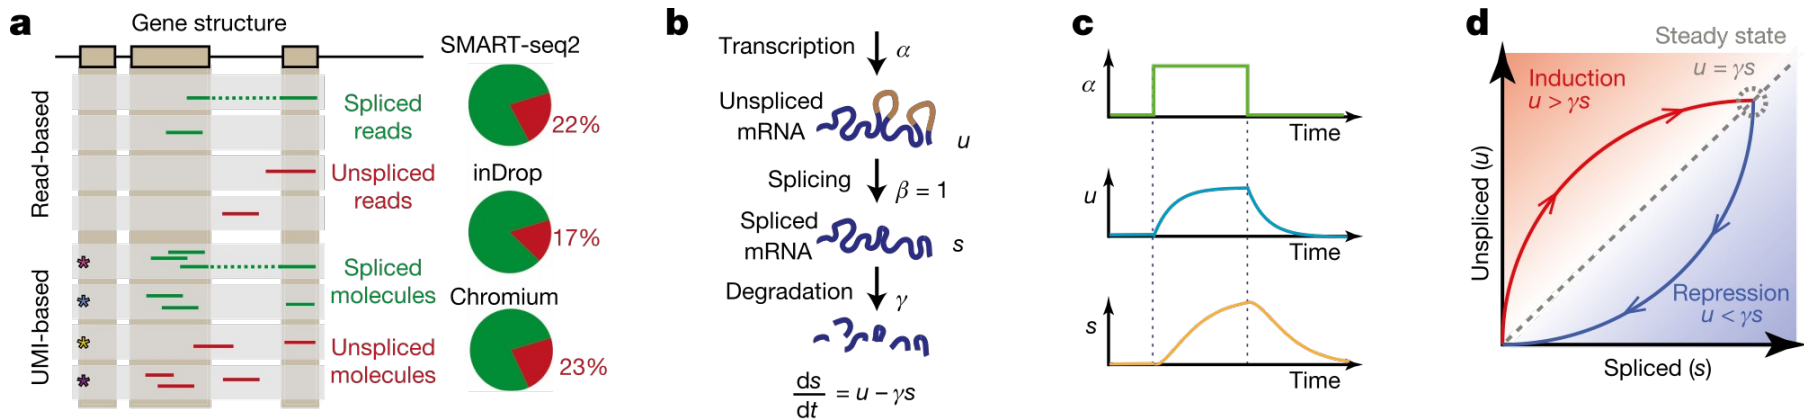 a
Gene structure
Read-based
Spliced
reads
Unspliced
reads
UMI-based
*
*
*
*
Spliced
molecules
Unspliced
molecules
SMART-seq2
22%
inDrop
17%
Chromium
23%
b
Transcription
α
Unspliced
mRNA
u
Splicing
β = 1
Spliced
mRNA
s
Degradation
γ
ds/dt = u − γs
c
α
Time
u
Time
s
Time
d
Steady state
u = γs
Induction
u > γs
Unspliced (u)
Repression
u < γs
Spliced (s)